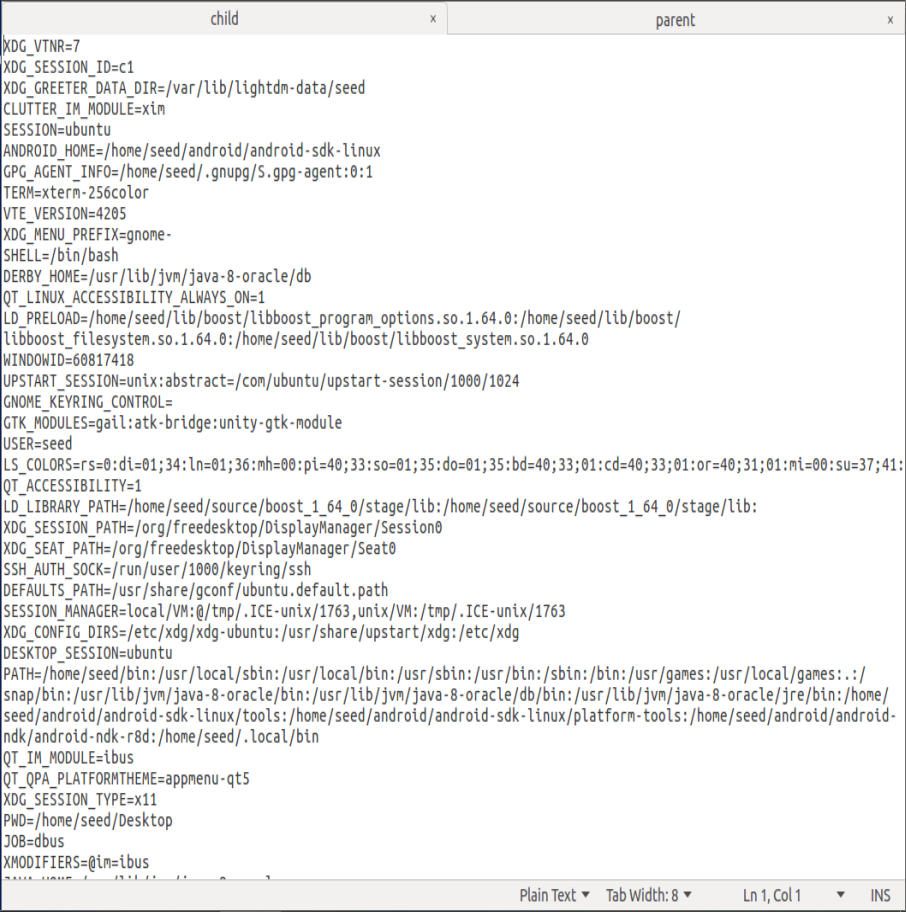 child x parent x
XDG_VTNR=7
XDG_SESSION_ID=c1
XDG_GREETER_DATA_DIR=/var/lib/lightdm-data/seed
CLUTTER_IM_MODULE=xim
SESSION=ubuntu
ANDROID_HOME=/home/seed/android/android-sdk-linux
GPG_AGENT_INFO=/home/seed/.gnupg/S.gpg-agent:0:1
TERM=xterm-256color
VTE_VERSION=4205
XDG_MENU_PREFIX=gnome-
SHELL=/bin/bash
DERBY_HOME=/usr/lib/jvm/java-8-oracle/db
QT_LINUX_ACCESSIBILITY_ALWAYS_ON=1
LD_PRELOAD=/home/seed/lib/boost/libboost_program_options.so.1.64.0:/home/seed/lib/boost/
libboost_filesystem.so.1.64.0:/home/seed/lib/boost/libboost_system.so.1.64.0
WINDOWID=60817418
UPSTART_SESSION=unix:abstract=/com/ubuntu/upstart-session/1000/1024
GNOME_KEYRING_CONTROL=
GTK_MODULES=gail:atk-bridge:unity-gtk-module
USER=seed
LS_COLORS=rs=0:di=01;34:ln=01;36:mh=00:pi=40;33:so=01;35:do=01;35:bd=40;33;01:cd=40;33;01:or=40;31;01:mi=00:su=37;41:
QT_ACCESSIBILITY=1
LD_LIBRARY_PATH=/home/seed/source/boost_1_64_0/stage/lib:/home/seed/source/boost_1_64_0/stage/lib:
XDG_SESSION_PATH=/org/freedesktop/DisplayManager/Session0
XDG_SEAT_PATH=/org/freedesktop/DisplayManager/Seat0
SSH_AUTH_SOCK=/run/user/1000/keyring/ssh
DEFAULTS_PATH=/usr/share/gconf/ubuntu.default.path
SESSION_MANAGER=local/VM:@/tmp/.ICE-unix/1763,unix/VM:/tmp/.ICE-unix/1763
XDG_CONFIG_DIRS=/etc/xdg/xdg-ubuntu:/usr/share/upstart/xdg:/etc/xdg
DESKTOP_SESSION=ubuntu
PATH=/home/seed/bin:/usr/local/sbin:/usr/local/bin:/usr/sbin:/usr/bin:/sbin:/bin:/usr/games:/usr/local/games:.:/
snap/bin:/usr/lib/jvm/java-8-oracle/bin:/usr/lib/jvm/java-8-oracle/db/bin:/usr/lib/jvm/java-8-oracle/jre/bin:/home/
seed/android/android-sdk-linux/tools:/home/seed/android/android-sdk-linux/platform-tools:/home/seed/android/android-
ndk/android-ndk-r8d:/home/seed/.local/bin
QT_IM_MODULE=ibus
QT_QPA_PLATFORMTHEME=appmenu-qt5
XDG_SESSION_TYPE=x11
PWD=/home/seed/Desktop
JOB=dbus
XMODIFIERS=@im=ibus
Plain Text Tab Width: 8 Ln 1, Col 1 INS